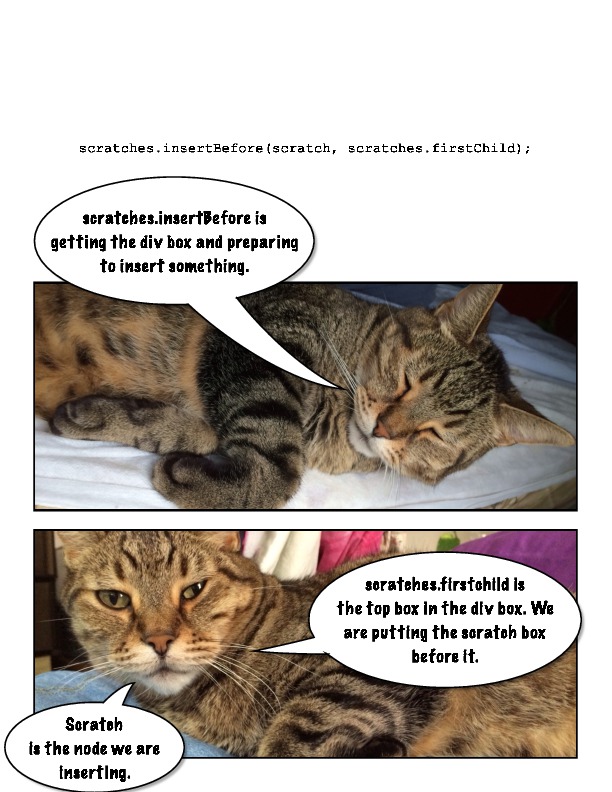 scratches.insertBefore(scratch, scratches.firstChild);
scratches.insertBefore is
getting the div box and preparing
to insert something.
scratches.firstchild is
the top box in the div box. We
are putting the scratch box
before it.
Scratch
is the node we are
inserting.